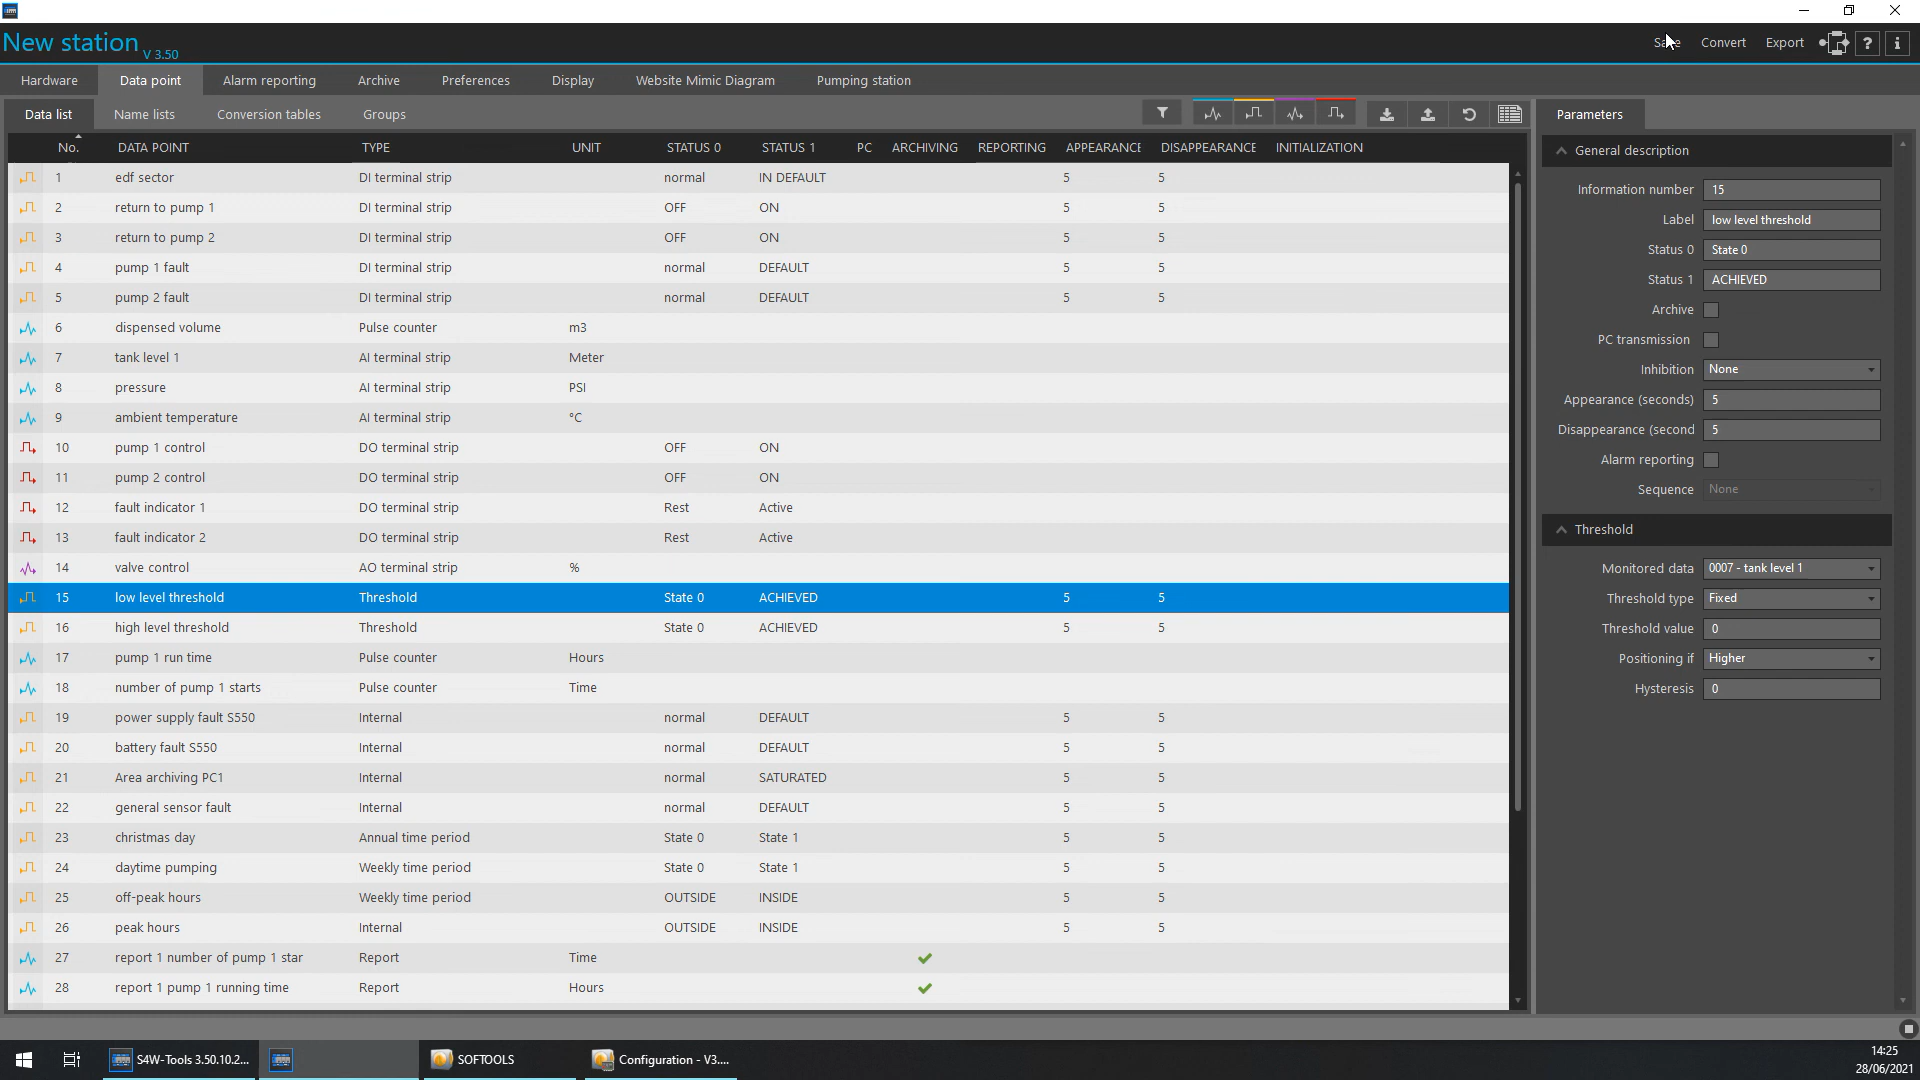 New station V 3.50
Convert Export ? i
Hardware Data point Alarm reporting Archive Preferences Display Website Mimic Diagram Pumping station
Data list Name lists Conversion tables Groups
No. DATA POINT TYPE UNIT STATUS 0 STATUS 1 PC ARCHIVING REPORTING APPEARANCE DISAPPEARANCE INITIALIZATION
1 edf sector DI terminal strip normal IN DEFAULT 5 5
2 return to pump 1 DI terminal strip OFF ON 5 5
3 return to pump 2 DI terminal strip OFF ON 5 5
4 pump 1 fault DI terminal strip normal DEFAULT 5 5
5 pump 2 fault DI terminal strip normal DEFAULT 5 5
6 dispensed volume Pulse counter m3
7 tank level 1 AI terminal strip Meter
8 pressure AI terminal strip PSI
9 ambient temperature AI terminal strip °C
10 pump 1 control DO terminal strip OFF ON
11 pump 2 control DO terminal strip OFF ON
12 fault indicator 1 DO terminal strip Rest Active
13 fault indicator 2 DO terminal strip Rest Active
14 valve control AO terminal strip %
15 low level threshold Threshold State 0 ACHIEVED 5 5
16 high level threshold Threshold State 0 ACHIEVED 5 5
17 pump 1 run time Pulse counter Hours
18 number of pump 1 starts Pulse counter Time
19 power supply fault S550 Internal normal DEFAULT 5 5
20 battery fault S550 Internal normal DEFAULT 5 5
21 Area archiving PC1 Internal normal SATURATED 5 5
22 general sensor fault Internal normal DEFAULT 5 5
23 christmas day Annual time period State 0 State 1 5 5
24 daytime pumping Weekly time period State 0 State 1 5 5
25 off-peak hours Weekly time period OUTSIDE INSIDE 5 5
26 peak hours Internal OUTSIDE INSIDE 5 5
27 report 1 number of pump 1 star Report Time
28 report 1 pump 1 running time Report Hours
Parameters
General description
Information number 15
Label low level threshold
Status 0 State 0
Status 1 ACHIEVED
Archive
PC transmission
Inhibition None
Appearance (seconds) 5
Disappearance (second 5
Alarm reporting
Sequence None
Threshold
Monitored data 0007 - tank level 1
Threshold type Fixed
Threshold value 0
Positioning if Higher
Hysteresis 0
S4W-Tools 3.50.10.2... SOFTOOLS Configuration - V3....
14:25
28/06/2021